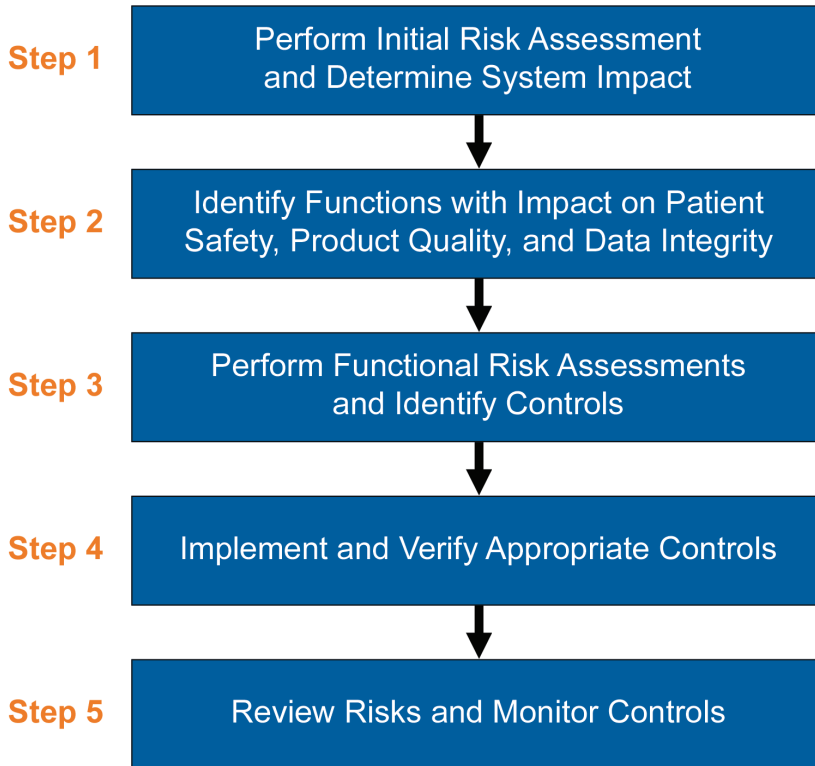 Step 1
Perform Initial Risk Assessment
and Determine System Impact
Step 2
Identify Functions with Impact on Patient
Safety, Product Quality, and Data Integrity
Step 3
Perform Functional Risk Assessments
and Identify Controls
Step 4
Implement and Verify Appropriate Controls
Step 5
Review Risks and Monitor Controls